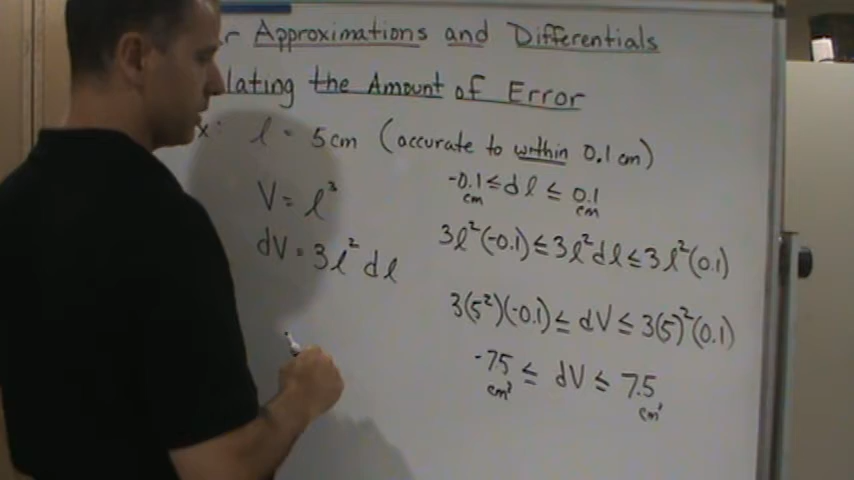 r Approximations and Differentials
lating the Amount of Error
x: l = 5cm (accurate to within 0.1 cm)
-0.1 ≤ dl ≤ 0.1
cm cm
V = l³
3l²(-0.1) ≤ 3l²dl ≤ 3l²(0.1)
dV = 3l² dl
3(5²)(-0.1) ≤ dV ≤ 3(5)²(0.1)
-7.5 ≤ dV ≤ 7.5
cm³ cm³